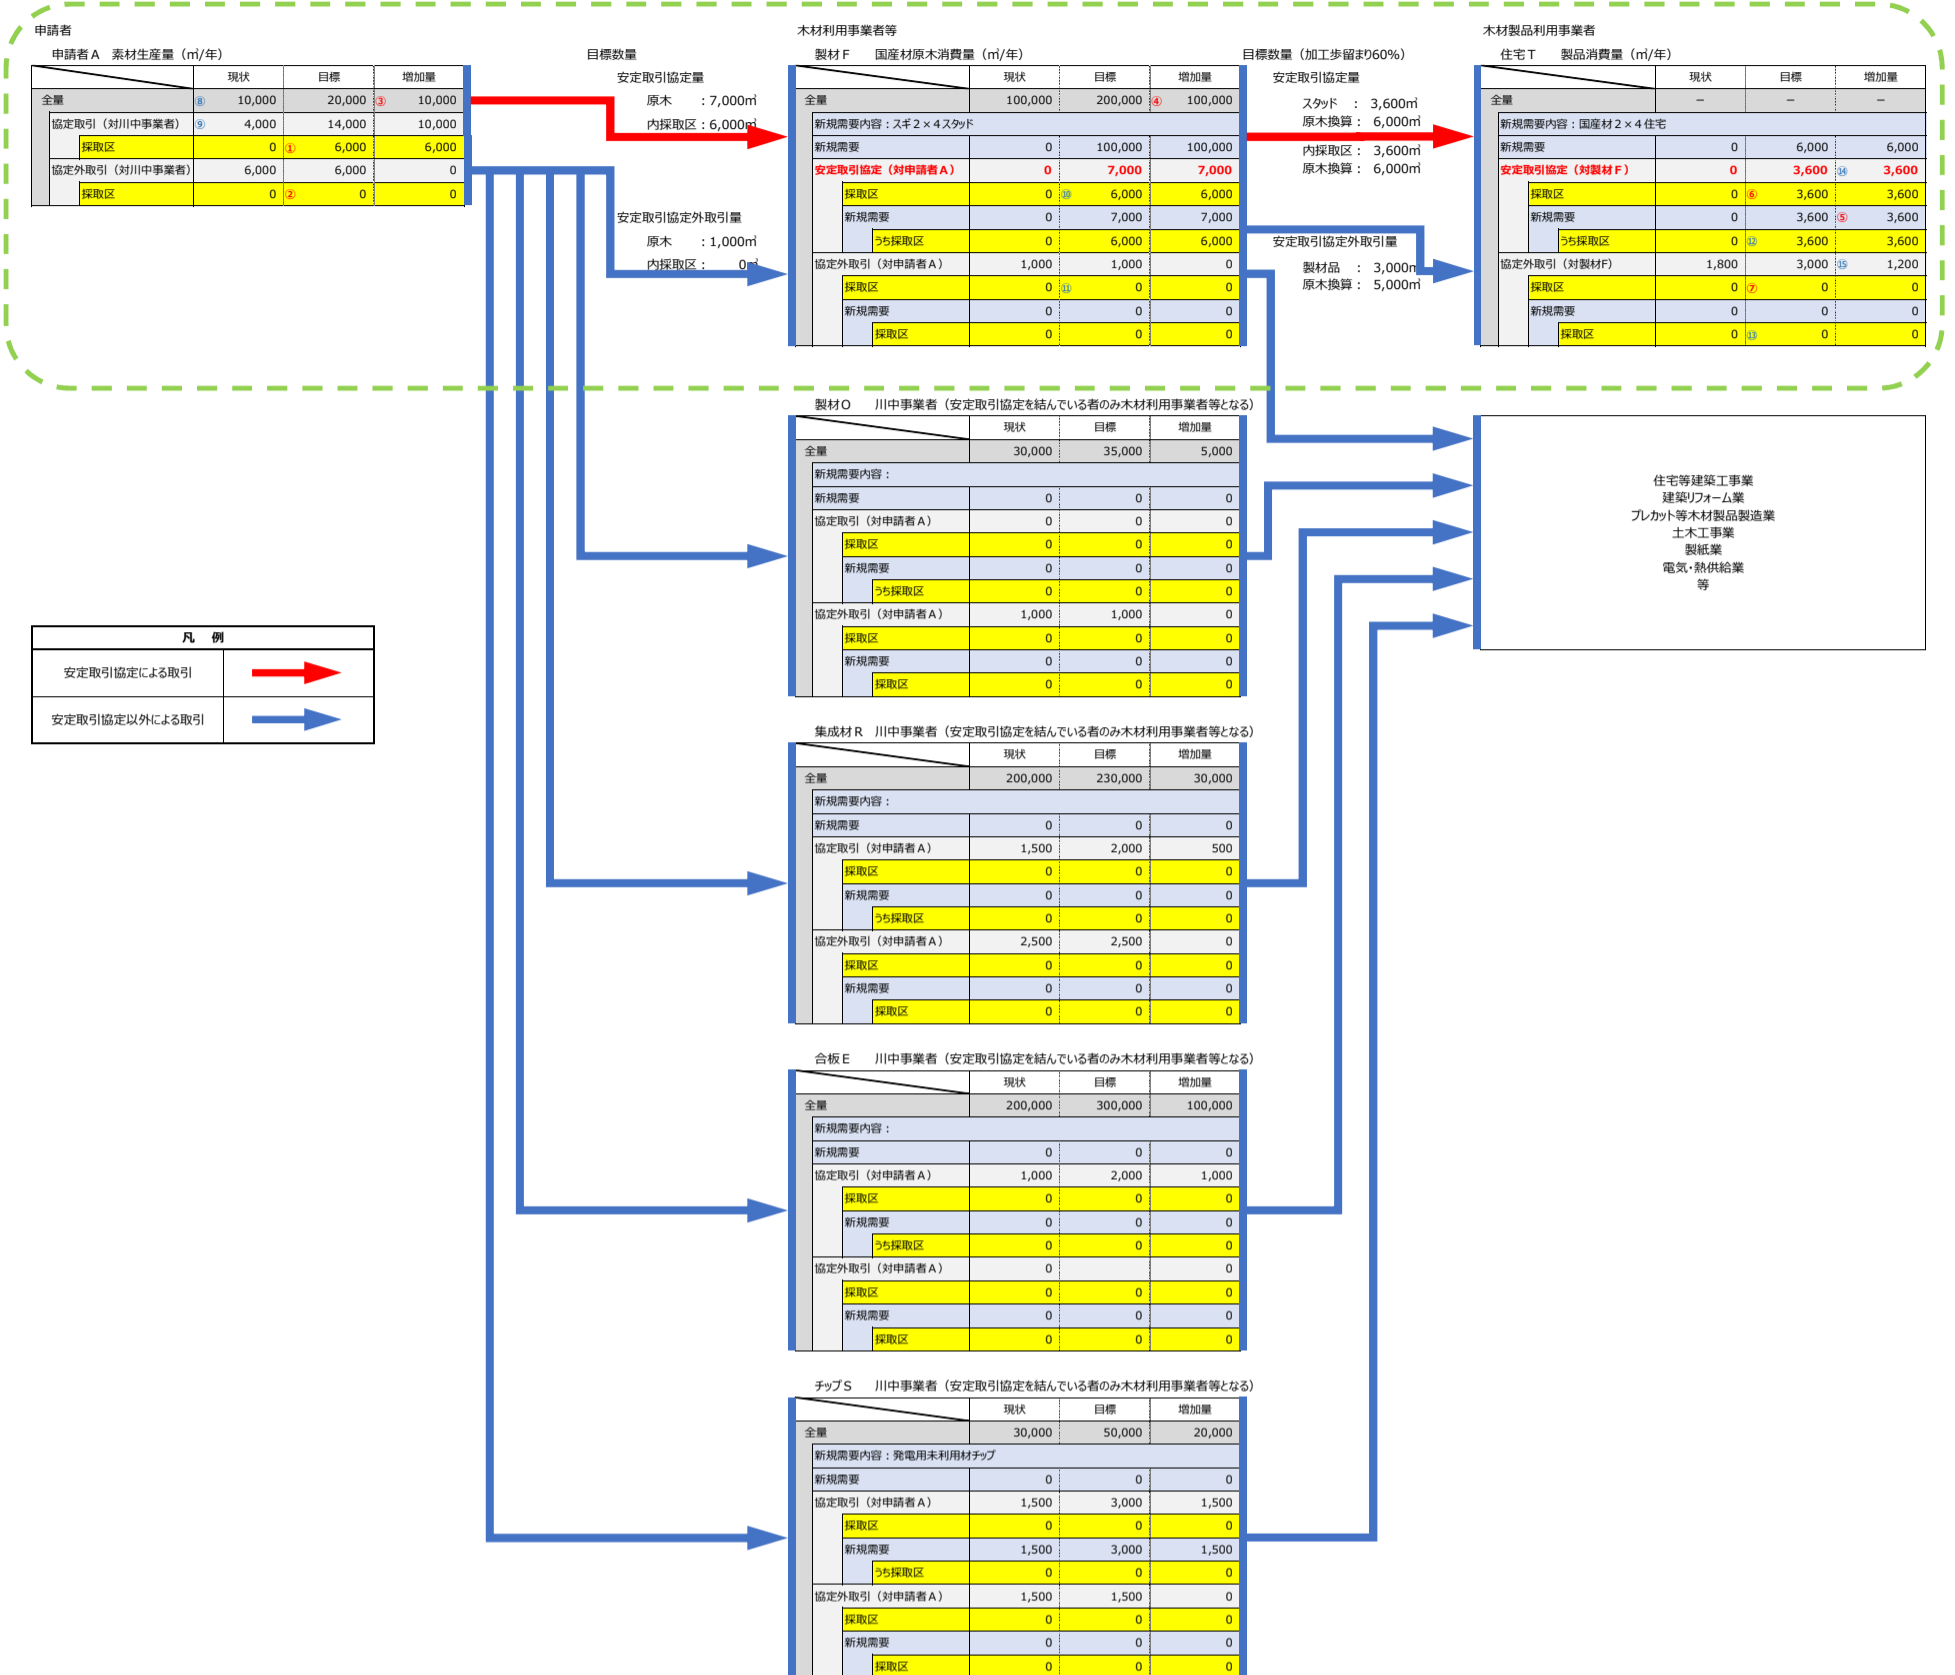 申請者
申請者A 素材生産量（㎥/年）
現状 目標 増加量
全量 ⑧ 10,000 20,000 ③ 10,000
協定取引（対川中事業者） ⑨ 4,000 14,000 10,000
採取区 0 ① 6,000 6,000
協定外取引（対川中事業者） 6,000 6,000 0
採取区 0 ② 0 0
目標数量
安定取引協定量
原木 ：7,000㎥
内採取区：6,000㎥
安定取引協定外取引量
原木 ：1,000㎥
内採取区： 0㎥
木材利用事業者等
製材F 国産材原木消費量（㎥/年）
現状 目標 増加量
全量 100,000 200,000 ④ 100,000
新規需要内容：スギ2×4スタッド
新規需要 0 100,000 100,000
安定取引協定（対申請者A） 0 7,000 7,000
採取区 0 ⑩ 6,000 6,000
新規需要 0 7,000 7,000
うち採取区 0 6,000 6,000
協定外取引（対申請者A） 1,000 1,000 0
採取区 0 ⑪ 0 0
新規需要 0 0 0
採取区 0 0 0
目標数量（加工歩留まり60%）
安定取引協定量
スタッド ： 3,600㎥
原木換算： 6,000㎥
内採取区： 3,600㎥
原木換算： 6,000㎥
安定取引協定外取引量
製材品 ： 3,000㎥
原木換算： 5,000㎥
木材製品利用事業者
住宅T 製品消費量（㎥/年）
現状 目標 増加量
全量 － － －
新規需要内容：国産材2×4住宅
新規需要 0 6,000 6,000
安定取引協定（対製材F） 0 3,600 ⑭ 3,600
採取区 0 ⑥ 3,600 3,600
新規需要 0 3,600 ⑤ 3,600
うち採取区 0 ⑫ 3,600 3,600
協定外取引（対製材F） 1,800 3,000 ⑮ 1,200
採取区 0 ⑦ 0 0
新規需要 0 0 0
採取区 0 ⑬ 0 0
製材O 川中事業者（安定取引協定を結んでいる者のみ木材利用事業者等となる）
現状 目標 増加量
全量 30,000 35,000 5,000
新規需要内容：
新規需要 0 0 0
協定取引（対申請者A） 0 0 0
採取区 0 0 0
新規需要 0 0 0
うち採取区 0 0 0
協定外取引（対申請者A） 1,000 1,000 0
採取区 0 0 0
新規需要 0 0 0
採取区 0 0 0
住宅等建築工事業
建築リフォーム業
プレカット等木材製品製造業
土木工事業
製紙業
電気・熱供給業
等
凡 例
安定取引協定による取引
安定取引協定以外による取引
集成材R 川中事業者（安定取引協定を結んでいる者のみ木材利用事業者等となる）
現状 目標 増加量
全量 200,000 230,000 30,000
新規需要内容：
新規需要 0 0 0
協定取引（対申請者A） 1,500 2,000 500
採取区 0 0 0
新規需要 0 0 0
うち採取区 0 0 0
協定外取引（対申請者A） 2,500 2,500 0
採取区 0 0 0
新規需要 0 0 0
採取区 0 0 0
合板E 川中事業者（安定取引協定を結んでいる者のみ木材利用事業者等となる）
現状 目標 増加量
全量 200,000 300,000 100,000
新規需要内容：
新規需要 0 0 0
協定取引（対申請者A） 1,000 2,000 1,000
採取区 0 0 0
新規需要 0 0 0
うち採取区 0 0 0
協定外取引（対申請者A） 0 0
採取区 0 0 0
新規需要 0 0 0
採取区 0 0 0
チップS 川中事業者（安定取引協定を結んでいる者のみ木材利用事業者等となる）
現状 目標 増加量
全量 30,000 50,000 20,000
新規需要内容：発電用未利用材チップ
新規需要 0 0 0
協定取引（対申請者A） 1,500 3,000 1,500
採取区 0 0 0
新規需要 1,500 3,000 1,500
うち採取区 0 0 0
協定外取引（対申請者A） 1,500 1,500 0
採取区 0 0 0
新規需要 0 0 0
採取区 0 0 0